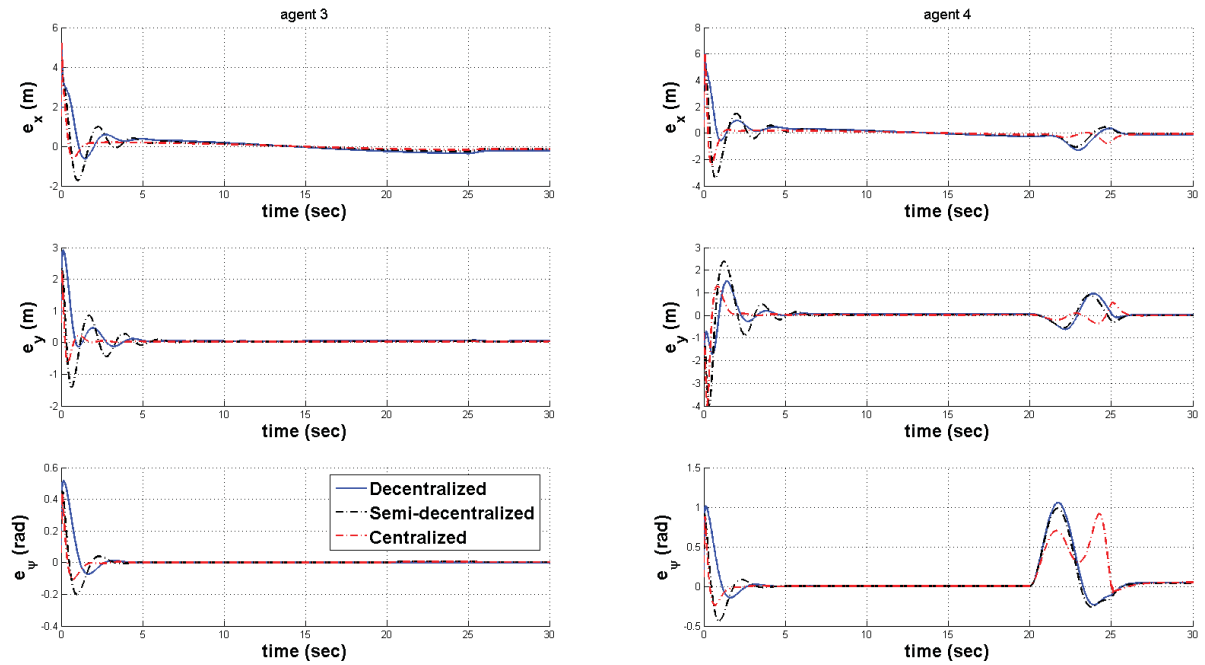 agent 3
6
4
2
0
-2
e_x (m)
0 5 10 15 20 25 30
time (sec)
agent 4
8
6
4
2
0
-2
-4
e_x (m)
0 5 10 15 20 25 30
time (sec)
3
2
1
0
-1
-2
e_y (m)
0 5 10 15 20 25 30
time (sec)
3
2
1
0
-1
-2
-3
-4
e_y (m)
0 5 10 15 20 25 30
time (sec)
0.6
0.4
0.2
0
-0.2
-0.4
e_ψ (rad)
Decentralized
Semi-decentralized
Centralized
0 5 10 15 20 25 30
time (sec)
1.5
1
0.5
0
-0.5
e_ψ (rad)
0 5 10 15 20 25 30
time (sec)